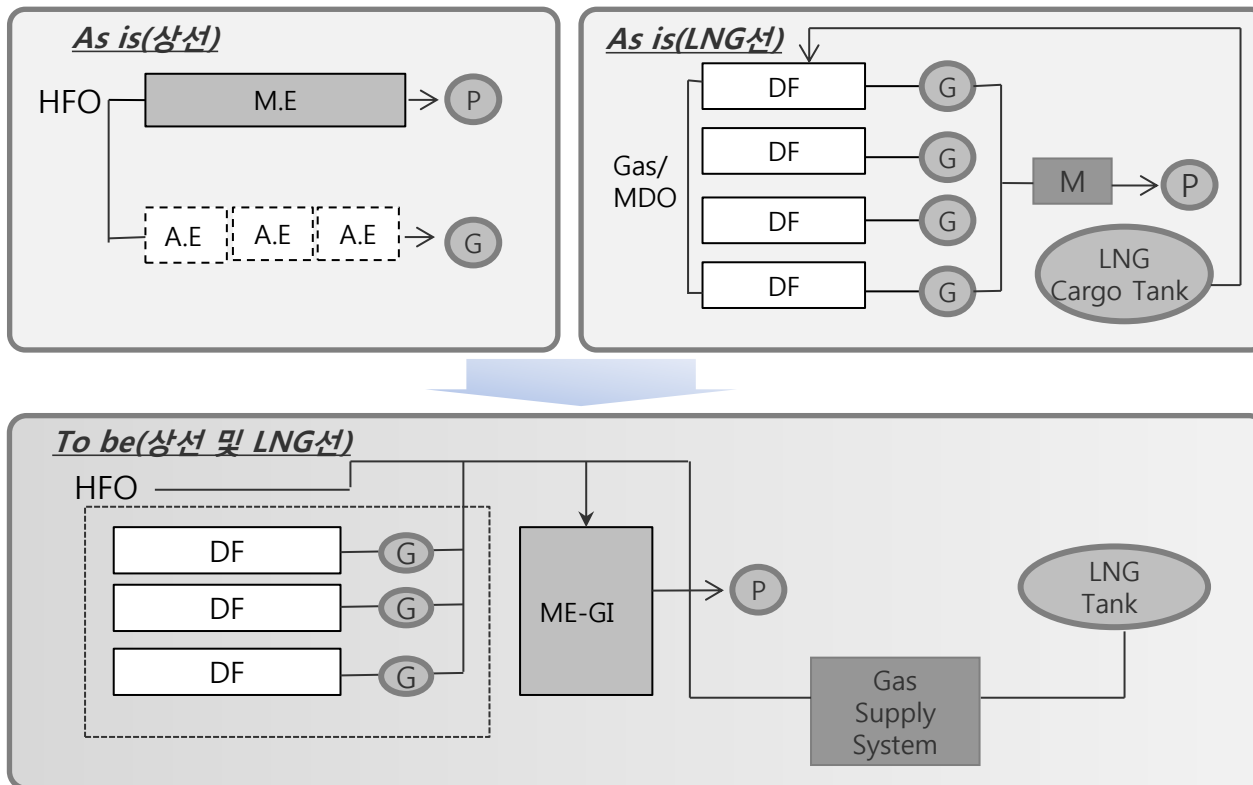 As is(상선)
HFO
M.E
P
A.E
A.E
A.E
G
As is(LNG선)
DF
G
Gas/
MDO
DF
G
DF
G
DF
G
M
P
LNG
Cargo Tank
To be(상선 및 LNG선)
HFO
DF
G
DF
G
DF
G
ME-GI
P
LNG
Tank
Gas
Supply
System